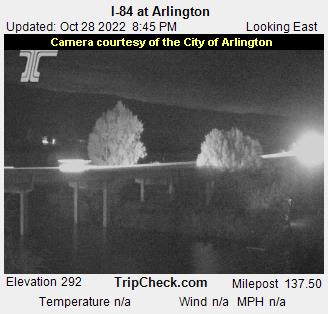 I-84 at Arlington
Updated: Oct 28 2022 8:45 PM Looking East
Camera courtesy of the City of Arlington
Elevation 292 TripCheck.com Milepost 137.50
Temperature n/a Wind n/a MPH n/a